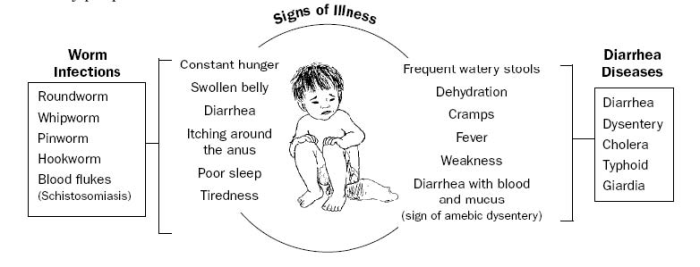 Signs of Illness
Worm
Infections
Roundworm
Whipworm
Pinworm
Hookworm
Blood flukes
(Schistosomiasis)
Constant hunger
Swollen belly
Diarrhea
Itching around
the anus
Poor sleep
Tiredness
Frequent watery stools
Dehydration
Cramps
Fever
Weakness
Diarrhea with blood
and mucus
(sign of amebic dysentery)
Diarrhea
Diseases
Diarrhea
Dysentery
Cholera
Typhoid
Giardia